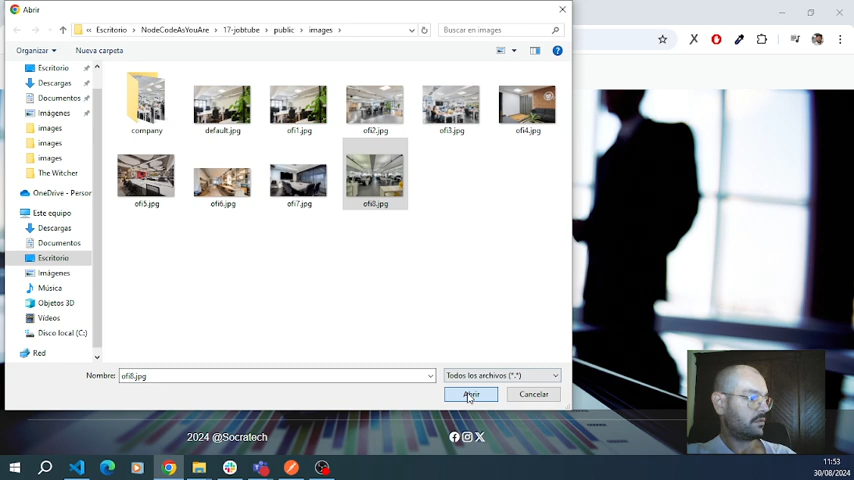 Abrir
« Escritorio > NodeCodeAsYouAre > 17-jobtube > public > images >
Buscar en images
Organizar
Nueva carpeta
Escritorio
Descargas
Documentos
Imágenes
images
images
images
The Witcher
OneDrive - Person
Este equipo
Descargas
Documentos
Escritorio
Imágenes
Música
Objetos 3D
Vídeos
Disco local (C:)
Red
company
default.jpg
ofi1.jpg
ofi2.jpg
ofi3.jpg
ofi4.jpg
ofi5.jpg
ofi6.jpg
ofi7.jpg
ofi8.jpg
Nombre:
ofi8.jpg
Todos los archivos (*.*)
Abrir
Cancelar
2024 @Socratech
11:53
30/08/2024